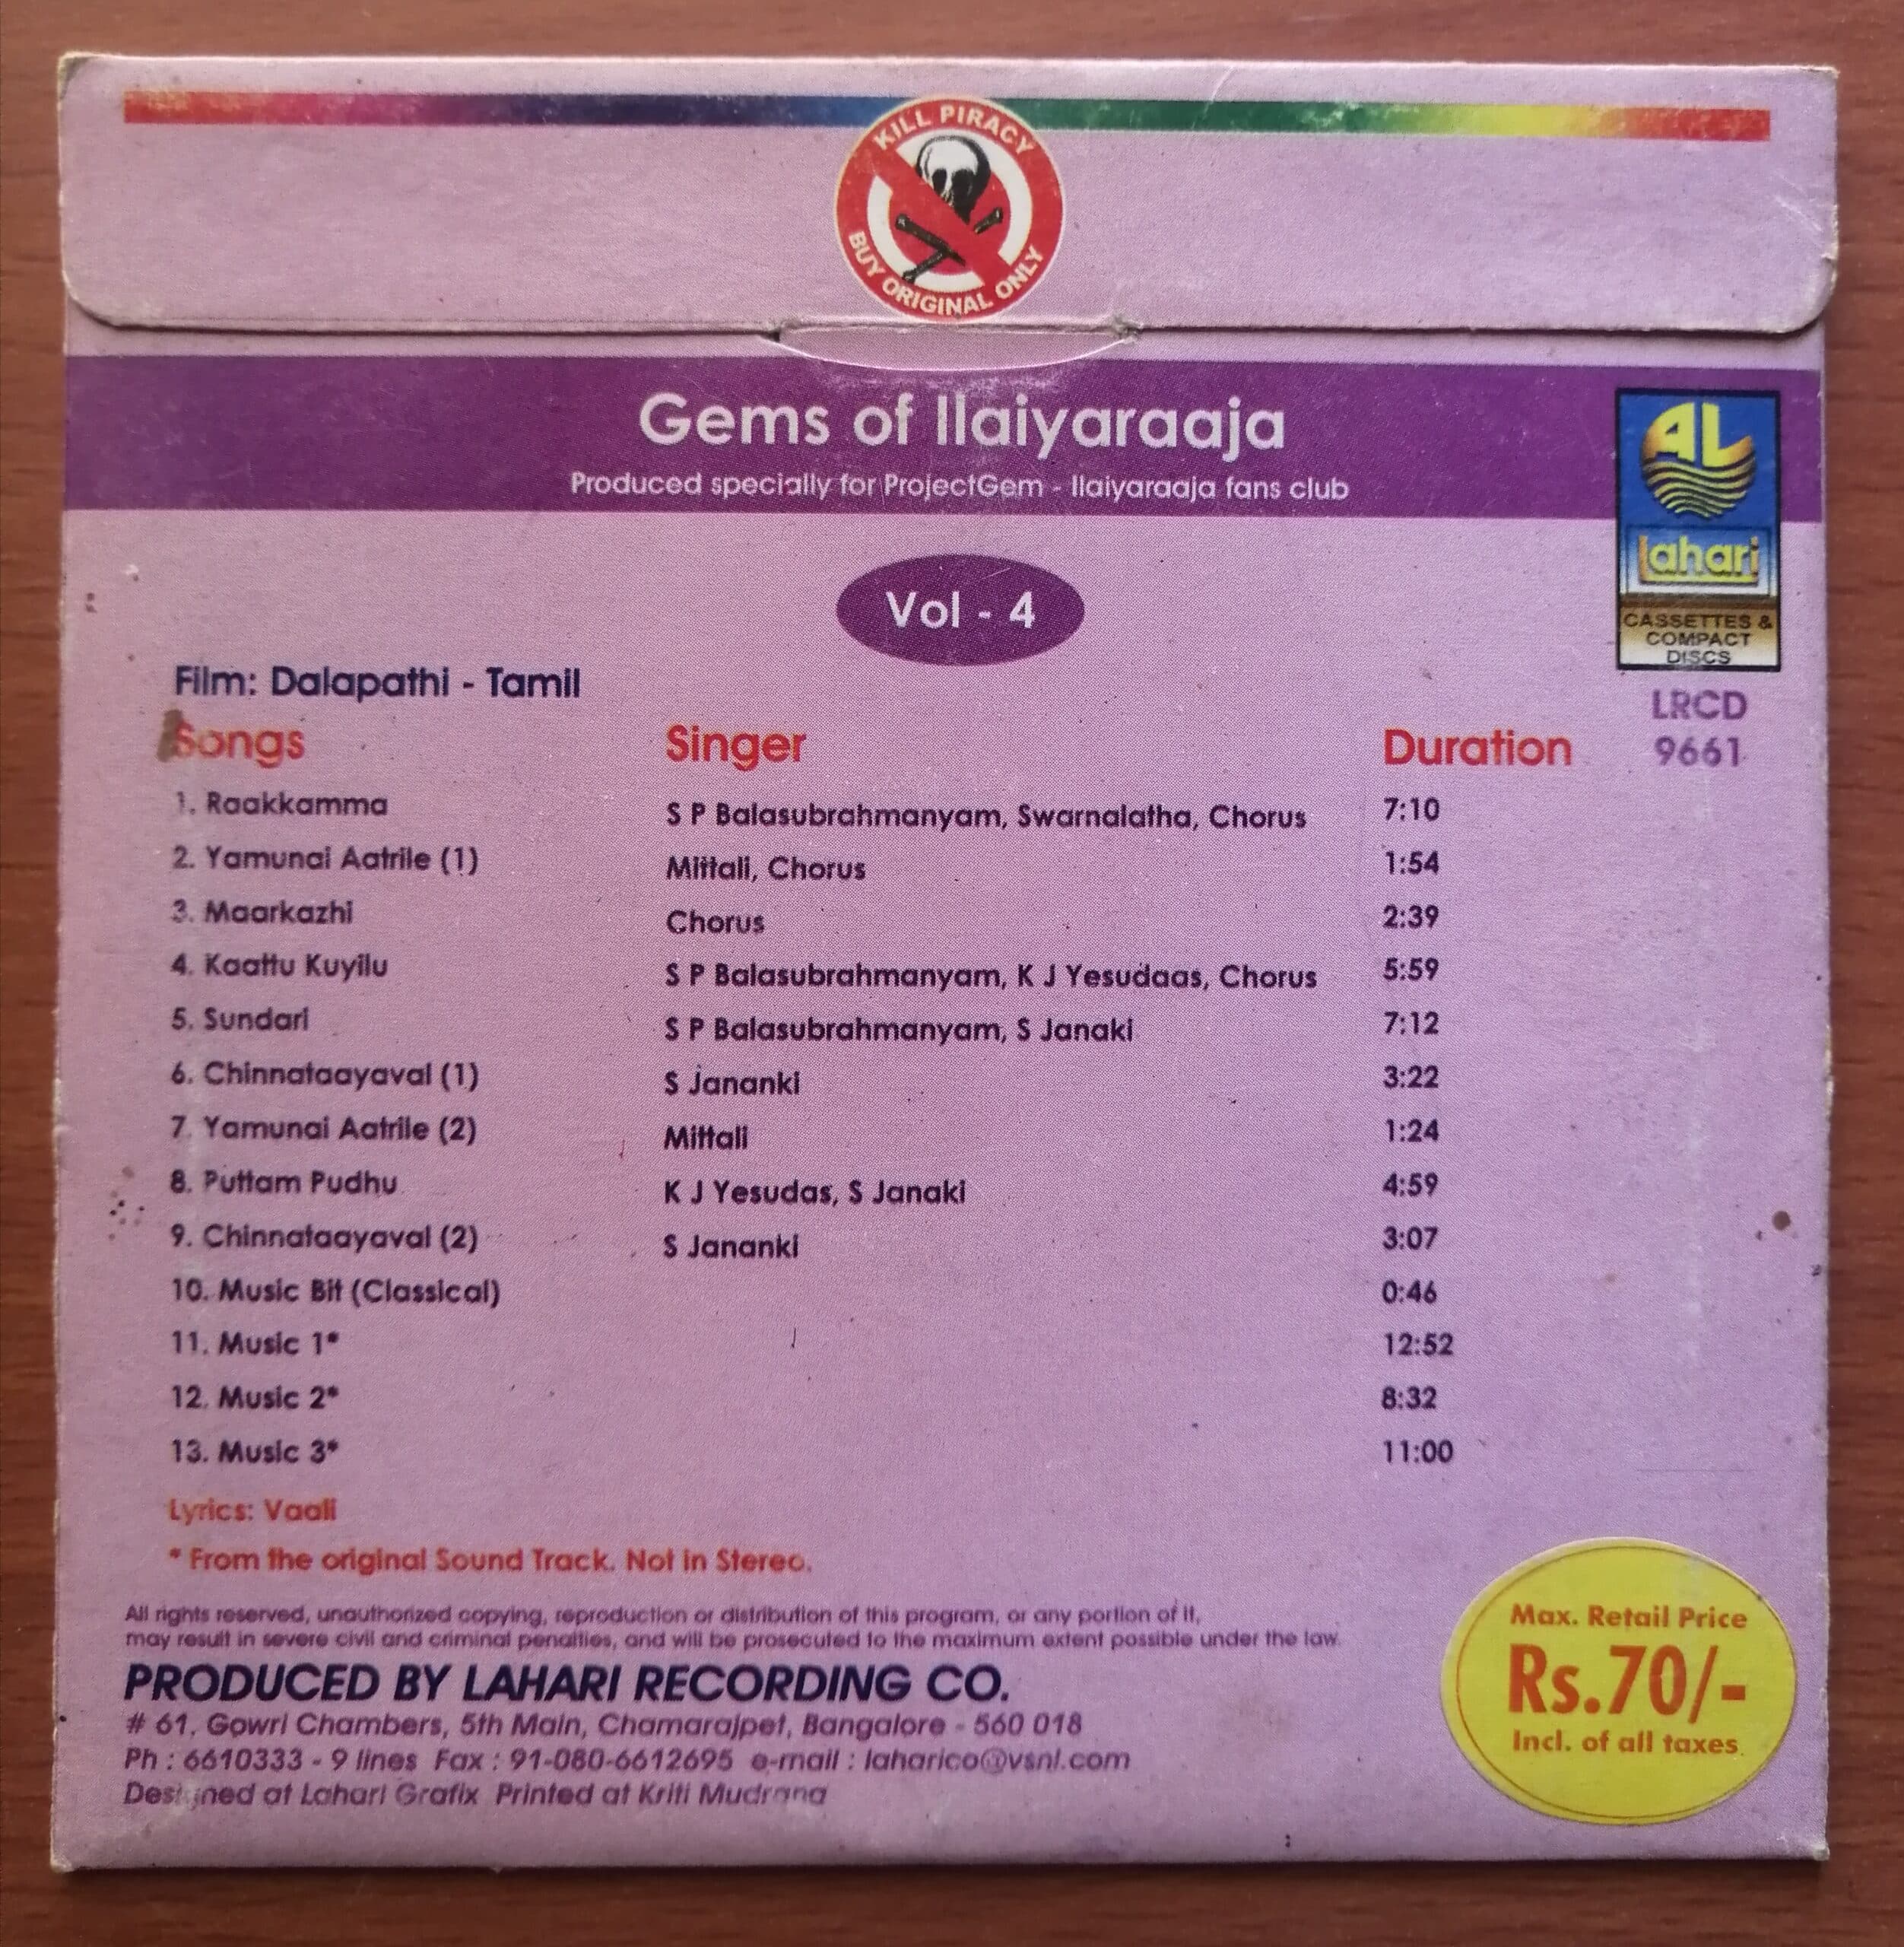 KILL PIRACY
BUY ORIGINAL ONLY
Gems of Ilaiyaraaja
Produced specially for ProjectGem - Ilaiyaraaja fans club
AL
Lahari
CASSETTES &
COMPACT
DISCS
LRCD
9661
Vol - 4
Film: Dalapathi - Tamil
Songs Singer Duration
1. Raakkamma S P Balasubrahmanyam, Swarnalatha, Chorus 7:10
2. Yamunai Aatrile (1) Mittali, Chorus 1:54
3. Maarkazhi Chorus 2:39
4. Kaattu Kuyilu S P Balasubrahmanyam, K J Yesudaas, Chorus 5:59
5. Sundari S P Balasubrahmanyam, S Janaki 7:12
6. Chinnataayaval (1) S Jananki 3:22
7. Yamunai Aatrile (2) Mittali 1:24
8. Puttam Pudhu K J Yesudas, S Janaki 4:59
9. Chinnataayaval (2) S Jananki 3:07
10. Music Bit (Classical) 0:46
11. Music 1* 12:52
12. Music 2* 8:32
13. Music 3* 11:00
Lyrics: Vaali
* From the original Sound Track. Not in Stereo.
All rights reserved, unauthorized copying, reproduction or distribution of this program, or any portion of it,
may result in severe civil and criminal penalties, and will be prosecuted to the maximum extent possible under the law.
PRODUCED BY LAHARI RECORDING CO.
# 61, Gowri Chambers, 5th Main, Chamarajpet, Bangalore - 560 018
Ph : 6610333 - 9 lines Fax : 91-080-6612695 e-mail : laharico@vsnl.com
Designed at Lahari Grafix Printed at Kriti Mudrana
Max. Retail Price
Rs.70/-
Incl. of all taxes